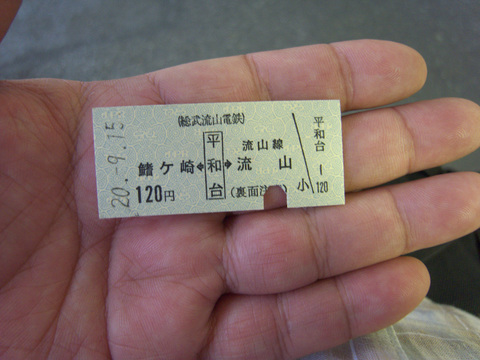 20.-9.15
(総武流山電鉄)
流山線
鰭ケ崎⇔平和台⇔流山
120円
(裏面注意)
小
平和台
1
120